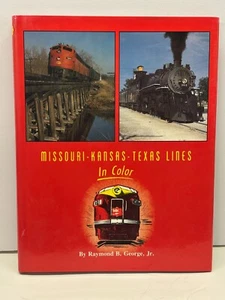 MISSOURI-KANSAS-TEXAS LINES
In Color
By Raymond B. George, Jr.